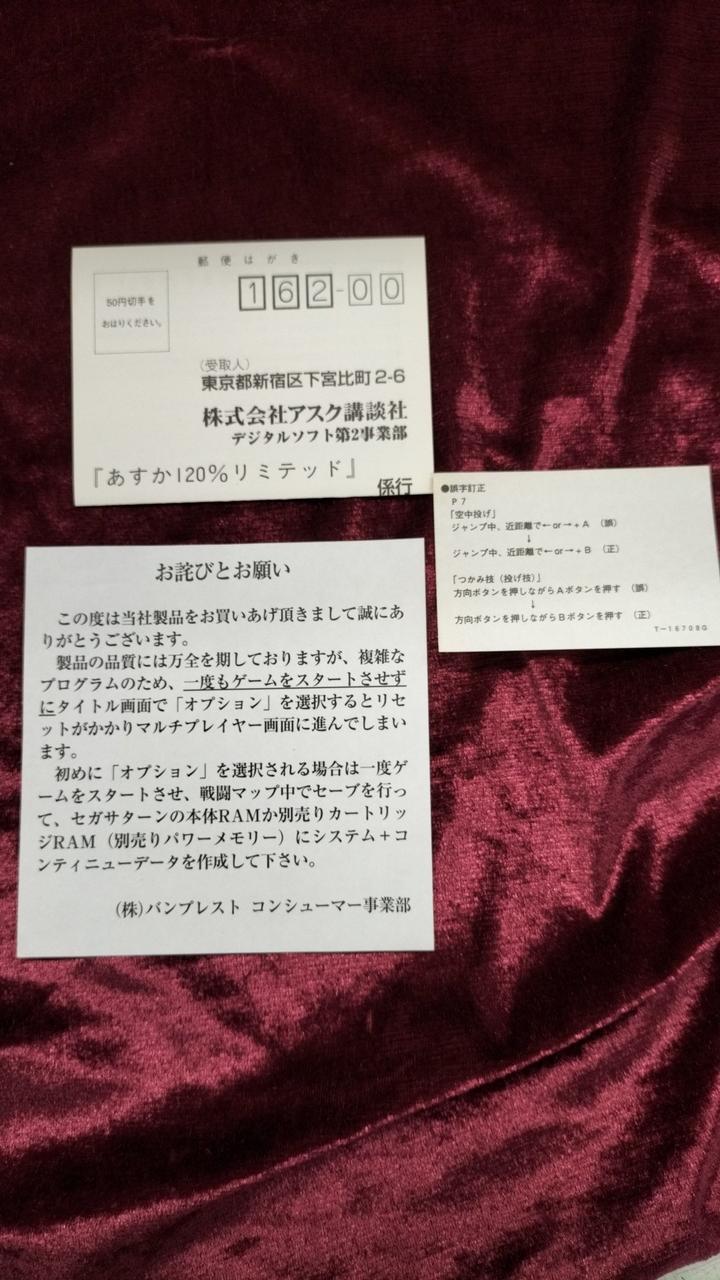 郵便はがき
50円切手を
おはりください。
162-00
（受取人）
東京都新宿区下宮比町2-6
株式会社アスク講談社
デジタルソフト第2事業部
『あすか120％リミテッド』
係行
●誤字訂正
P7
「空中投げ」
ジャンプ中、近距離で←or→+A （誤）
↓
ジャンプ中、近距離で←or→+B （正）
「つかみ技（投げ技）」
方向ボタンを押しながらAボタンを押す （誤）
↓
方向ボタンを押しながらBボタンを押す （正）
T-16708G
お詫びとお願い
この度は当社製品をお買いあげ頂きまして誠にあ
りがとうございます。
製品の品質には万全を期しておりますが、複雑な
プログラムのため、一度もゲームをスタートさせず
にタイトル画面で「オプション」を選択するとリセ
ットがかかりマルチプレイヤー画面に進んでしまい
ます。
初めに「オプション」を選択される場合は一度ゲ
ームをスタートさせ、戦闘マップ中でセーブを行っ
て、セガサターンの本体RAMか別売りカートリッ
ジRAM（別売りパワーメモリー）にシステム＋コ
ンティニューデータを作成して下さい。
(株)バンプレスト コンシューマー事業部